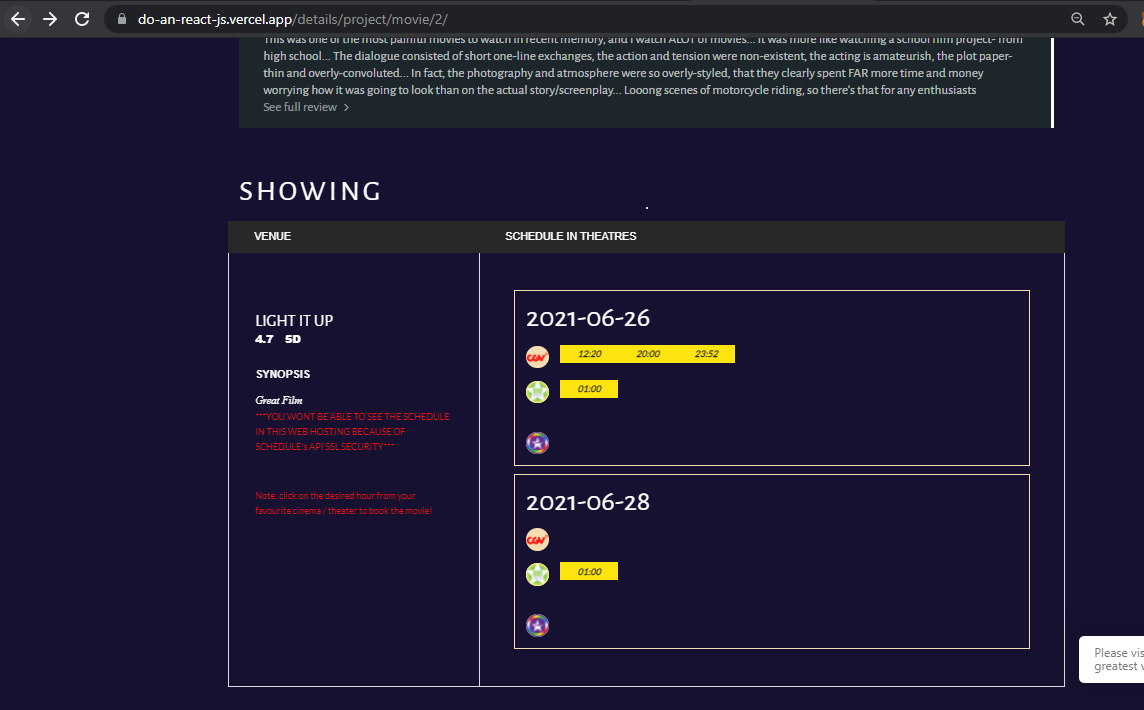 do-an-react-js.vercel.app/details/project/movie/2/
This was one of the most painful movies to watch in recent memory, and I watch ALOT of movies... It was more like watching a school film project- from
high school... The dialogue consisted of short one-line exchanges, the action and tension were non-existent, the acting is amateurish, the plot paper-
thin and overly-convoluted... In fact, the photography and atmosphere were so overly-styled, that they clearly spent FAR more time and money
worrying how it was going to look than on the actual story/screenplay... Looong scenes of motorcycle riding, so there's that for any enthusiasts
See full review >
SHOWING
VENUE
SCHEDULE IN THEATRES
LIGHT IT UP
4.7 5D
SYNOPSIS
Great Film
***YOU WONT BE ABLE TO SEE THE SCHEDULE
IN THIS WEB HOSTING BECAUSE OF
SCHEDULE's API SSL SECURITY***
Note: click on the desired hour from your
favourite cinema / theater to book the movie!
2021-06-26
CGV 12:20 20:00 23:52
01:00
2021-06-28
CGV
01:00
Please vis
greatest